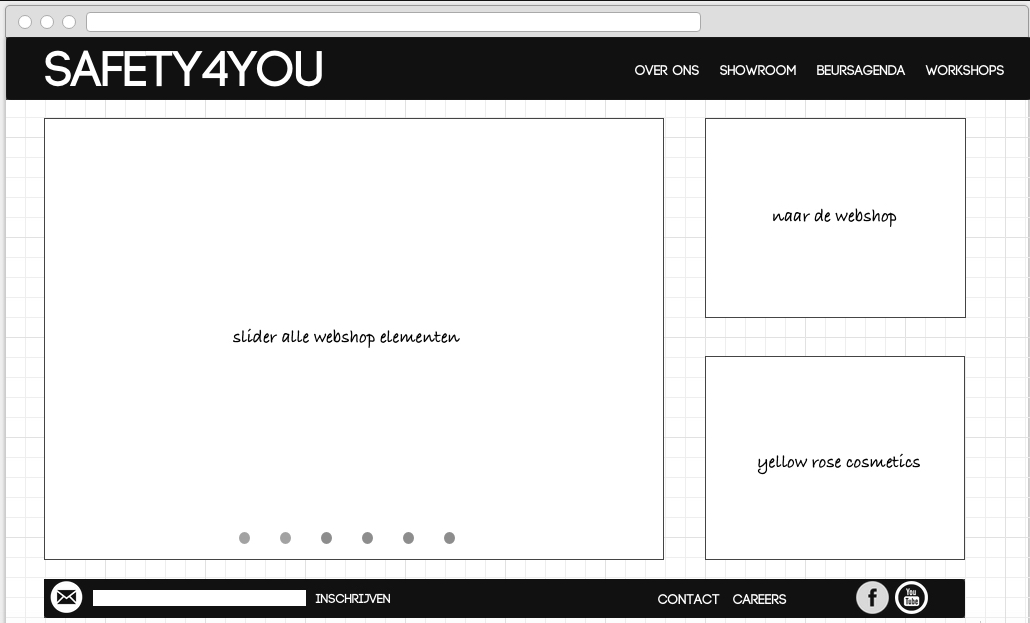 SAFETY4YOU
OVER ONS SHOWROOM BEURSAGENDA WORKSHOPS
slider alle webshop elementen
naar de webshop
yellow rose cosmetics
INSCHRIJVEN
CONTACT CAREERS
f
You
Tube